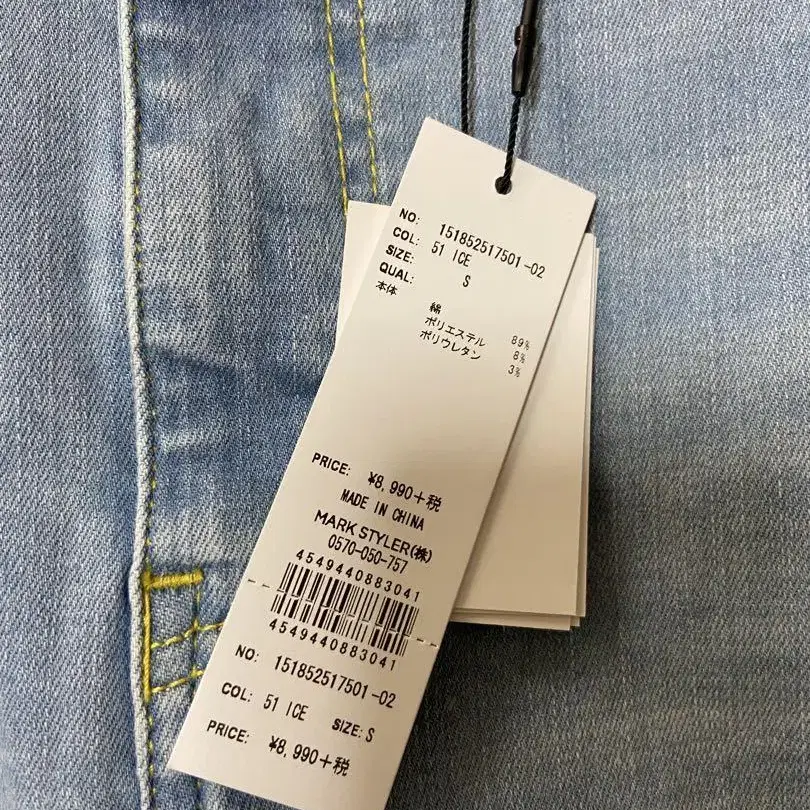 NO: 151852517501-02
COL: 51 ICE
SIZE: S
QUAL:
本体
綿 89%
ポリエステル 8%
ポリウレタン 3%
PRICE: ¥8,990+税
MADE IN CHINA
MARK STYLER(株)
0570-050-757
4549440883041
4549440883041
NO: 151852517501-02
COL: 51 ICE SIZE: S
PRICE: ¥8,990+税